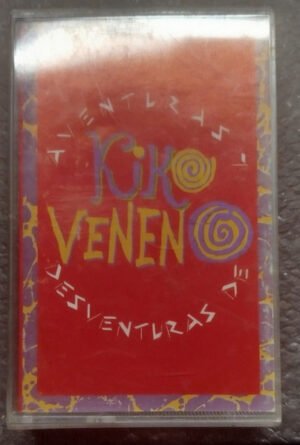 AVENTURAS Y
KIKO
VENENO
DESVENTURAS DE